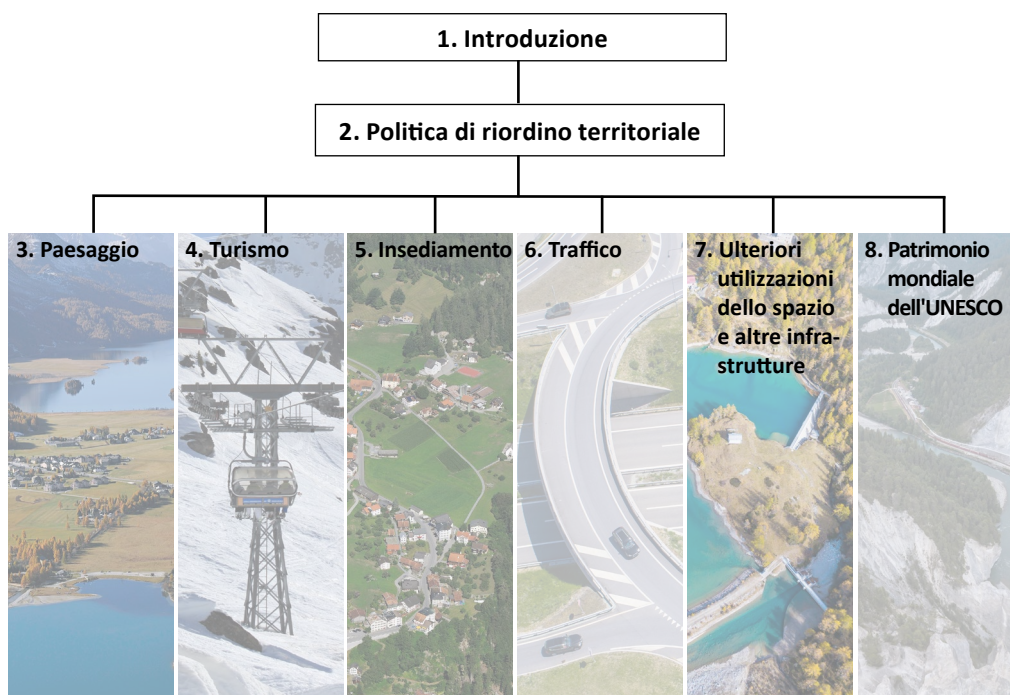 1. Introduzione
2. Politica di riordino territoriale
3. Paesaggio
4. Turismo
5. Insediamento
6. Traffico
7. Ulteriori
utilizzazioni
dello spazio
e altre infra-
strutture
8. Patrimonio
mondiale
dell'UNESCO